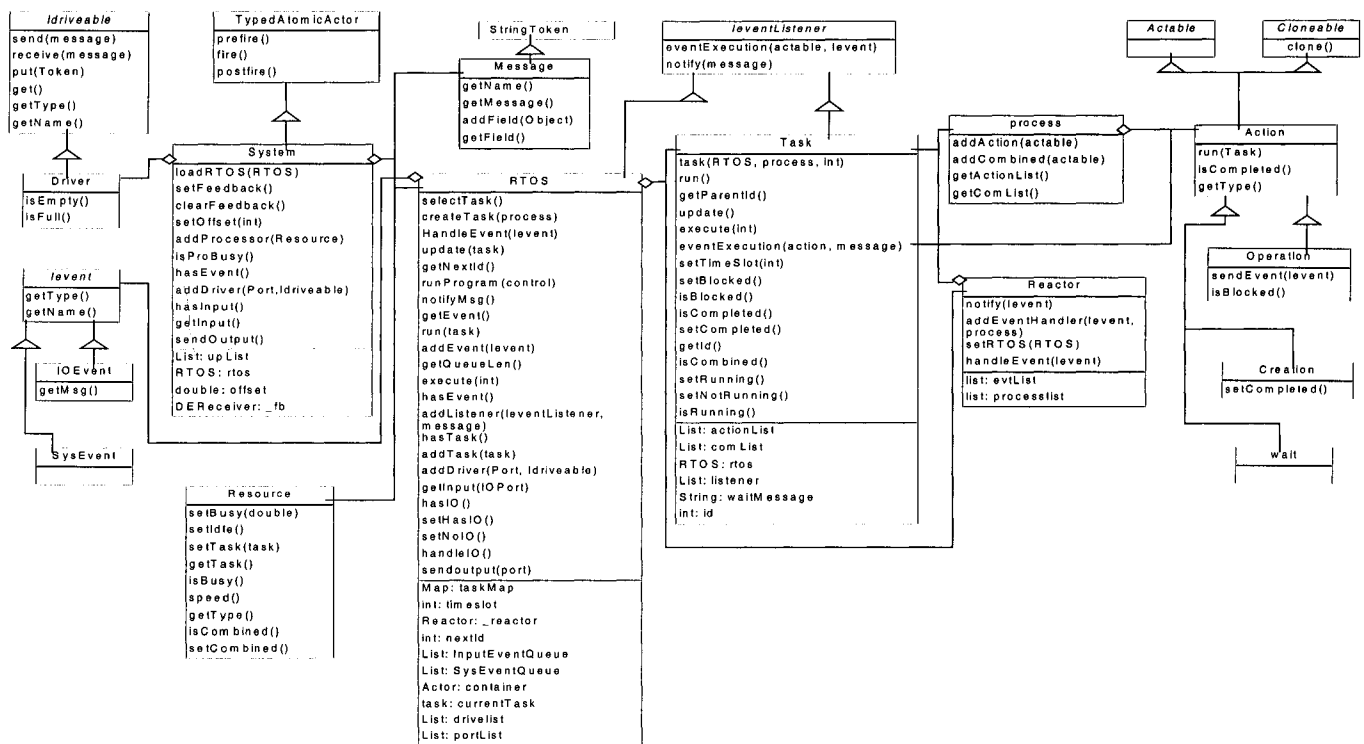 Idriveable
send(message)
receive(message)
put(Token)
get()
getType()
getName()
TypedAtomicActor
prefire()
fire()
postfire()
StringToken
Message
getName()
getMessage()
addField(Object)
getField()
IeventListener
eventExecution(actable, Ievent)
notify(message)
Actable
Cloneable
clone()
Driver
isEmpty()
isFull()
System
loadRTOS(RTOS)
setFeedback()
clearFeedback()
setOffset(int)
addProcessor(Resource)
isProBusy()
hasEvent()
addDriver(Port,Idriveable)
hasInput()
getInput()
sendOutput()
List: upList
RTOS: rtos
double: offset
DEReceiver: _fb
Ievent
getType()
getName()
IOEvent
getMsg()
SysEvent
Resource
setBusy(double)
setIdle()
setTask(task)
getTask()
isBusy()
speed()
getType()
isCombined()
setCombined()
RTOS
selectTask()
createTask(process)
HandleEvent(Ievent)
update(task)
getNextId()
runProgram(control)
notifyMsg()
getEvent()
run(task)
addEvent(Ievent)
getQueueLen()
execute(int)
hasEvent()
addListener(IeventListener,
message)
hasTask()
addTask(task)
addDriver(Port, Idriveable)
getInput(IOPort)
hasIO()
setHasIO()
setNoIO()
handleIO()
sendoutput(port)
Map: taskMap
int: timeslot
Reactor: _reactor
int: nextId
List: InputEventQueue
List: SysEventQueue
Actor: container
task: currentTask
List: drivelist
List: portList
Task
task(RTOS, process, int)
run()
getParentId()
update()
execute(int)
eventExecution(action, message)
setTimeSlot(int)
setBlocked()
isBlocked()
isCompleted()
setCompleted()
getId()
isCombined()
setRunning()
setNotRunning()
isRunning()
List: actionList
List: comList
RTOS: rtos
List: listener
String: waitMessage
int: id
process
addAction(actable)
addCombined(actable)
getActionList()
getComList()
Reactor
notify(Ievent)
addEventHandler(Ievent,
process)
setRTOS(RTOS)
handleEvent(Ievent)
list: evtList
list: processlist
Action
run(Task)
isCompleted()
getType()
Operation
sendEvent(Ievent)
isBlocked()
Creation
setCompleted()
wait